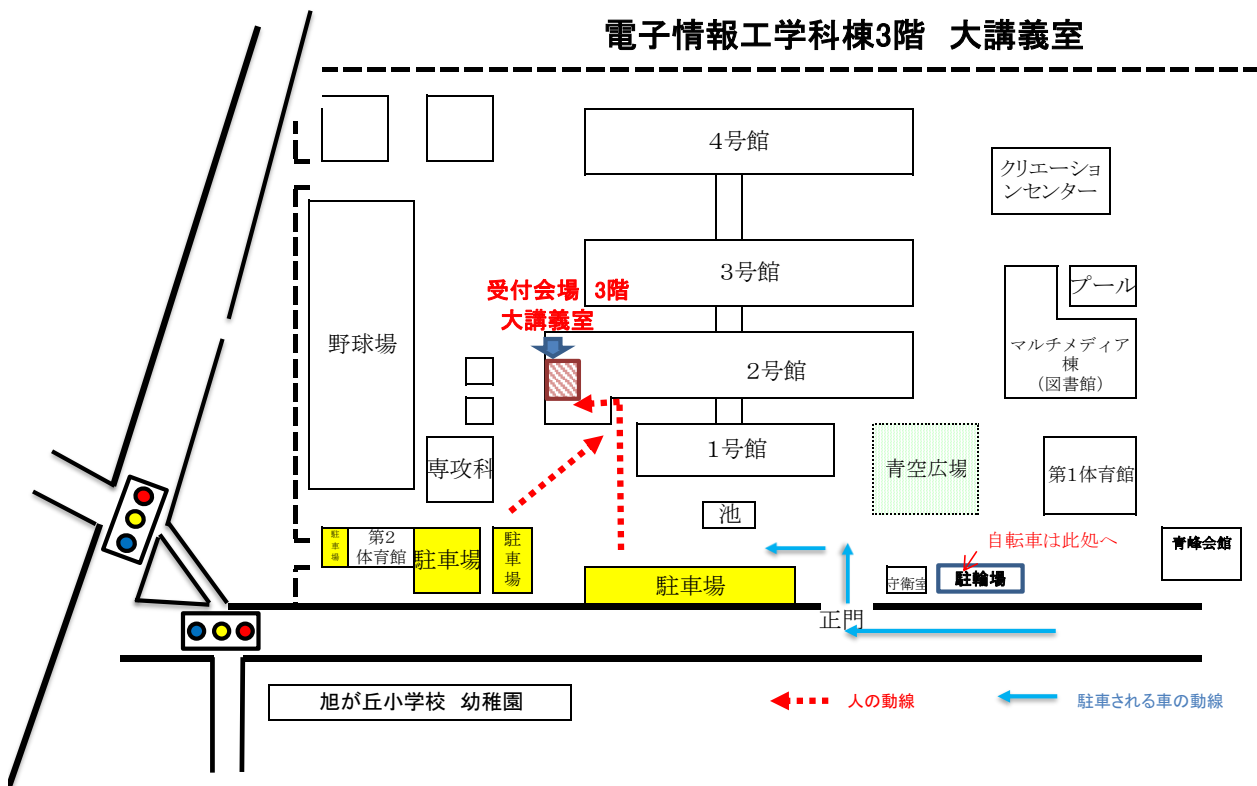 電子情報工学科棟3階　大講義室
4号館
クリエーショ
ンセンター
3号館
プール
受付会場 3階
大講義室
野球場
2号館
マルチメディア
棟
(図書館)
専攻科
1号館
青空広場
第1体育館
池
駐車場
第2
体育館
駐車場
駐車場
自転車は此処へ
青峰会館
駐車場
守衛室
駐輪場
正門
旭が丘小学校　幼稚園
人の動線
駐車される車の動線